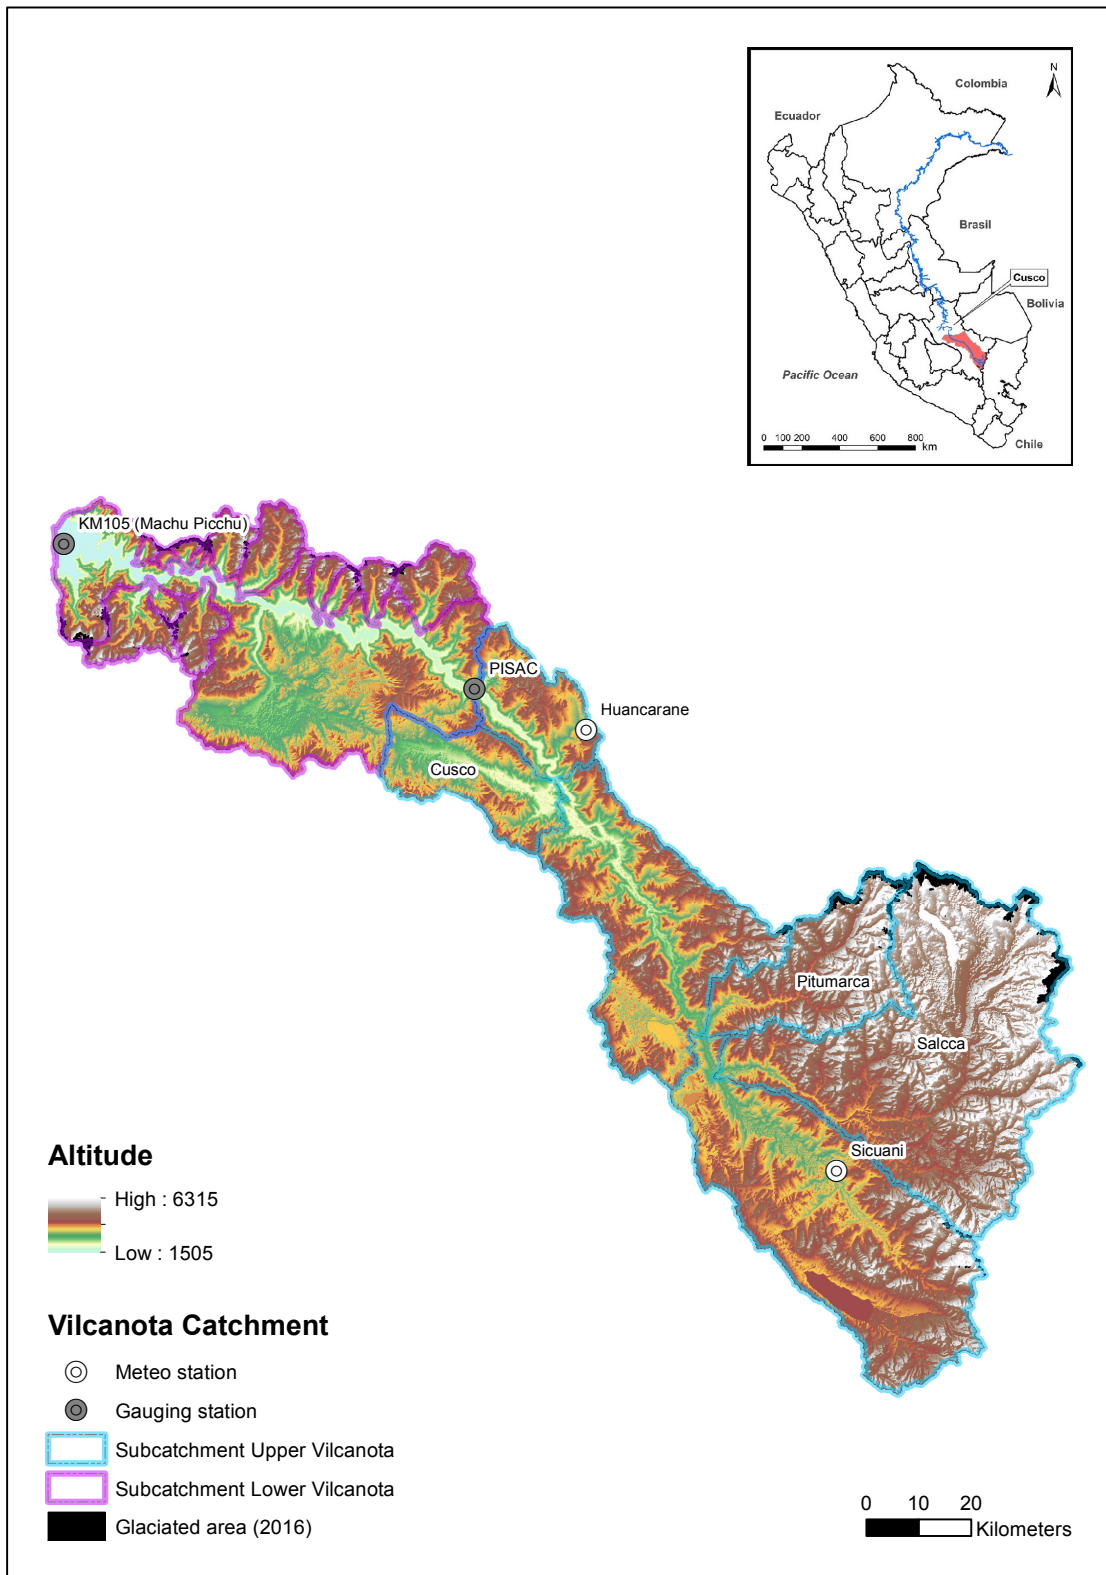 N
Colombia
Ecuador
Brasil
Cusco
Bolivia
Pacific Ocean
Chile
0 100 200 400 600 800
km
KM105 (Machu Picchu)
PISAC
Huancarane
Cusco
Pitumarca
Salcca
Sicuani
Altitude
High : 6315
Low : 1505
Vilcanota Catchment
Meteo station
Gauging station
Subcatchment Upper Vilcanota
Subcatchment Lower Vilcanota
Glaciated area (2016)
0 10 20
Kilometers